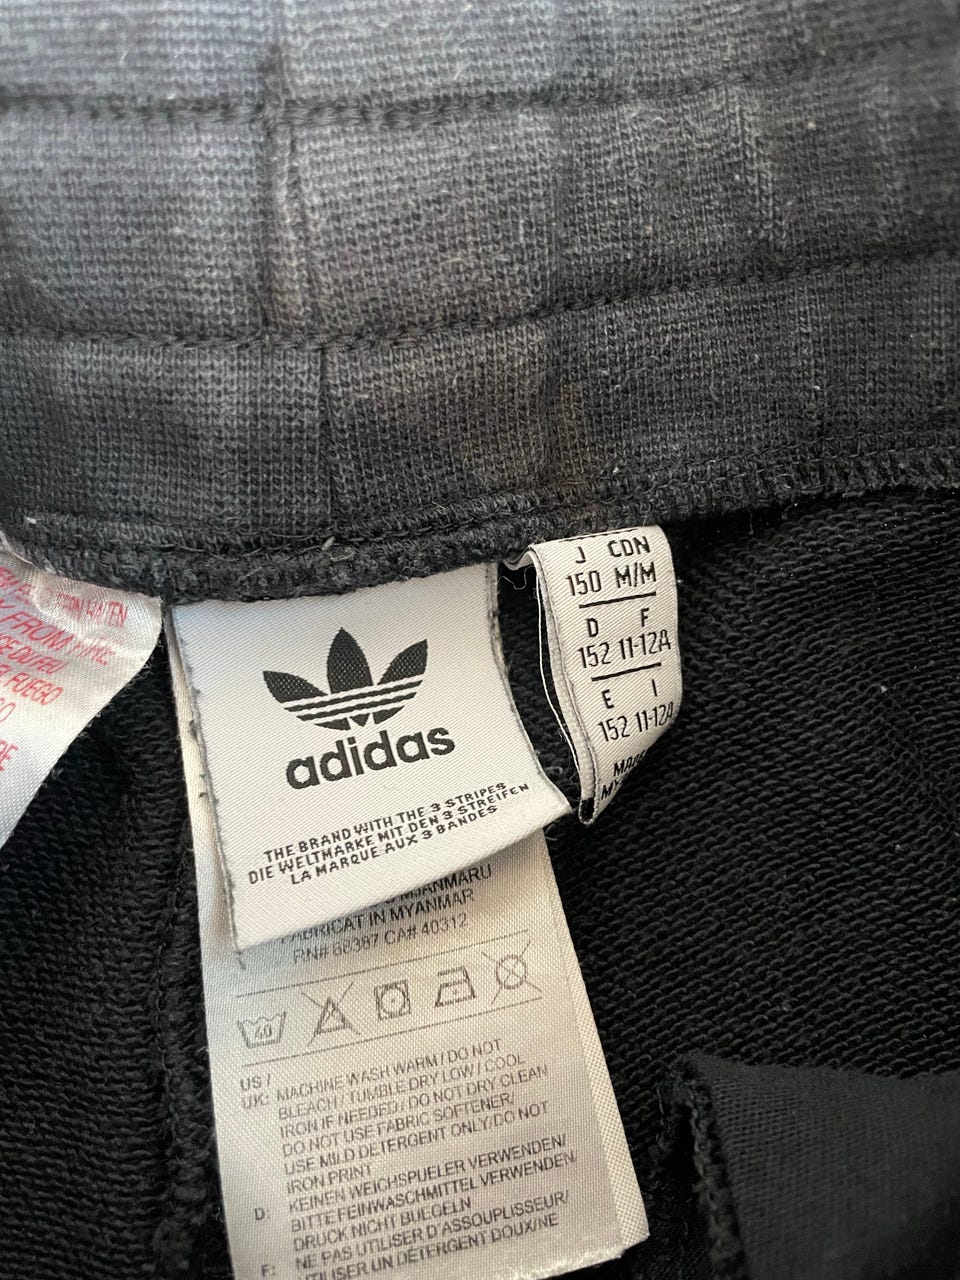 J CDN
150 M/M
D F
152 11-12A
E I
152 11-12A
adidas
THE BRAND WITH THE 3 STRIPES
DIE WELTMARKE MIT DEN 3 STREIFEN
LA MARQUE AUX 3 BANDES
FABRICAT IN MYANMAR
RN# 88387 CA# 40312
40
US /
UK: MACHINE WASH WARM / DO NOT
BLEACH / TUMBLE DRY LOW / COOL
IRON IF NEEDED / DO NOT DRY CLEAN
DO NOT USE FABRIC SOFTENER/
USE MILD DETERGENT ONLY/DO NOT
IRON PRINT
D: KEINEN WEICHSPUELER VERWENDEN/
BITTE FEINWASCHMITTEL VERWENDEN/
DRUCK NICHT BUEGELN
F: NE PAS UTILISER D'ASSOUPLISSEUR/
UTILISER UN DETERGENT DOUX/NE
FROM FIRE
FUEGO